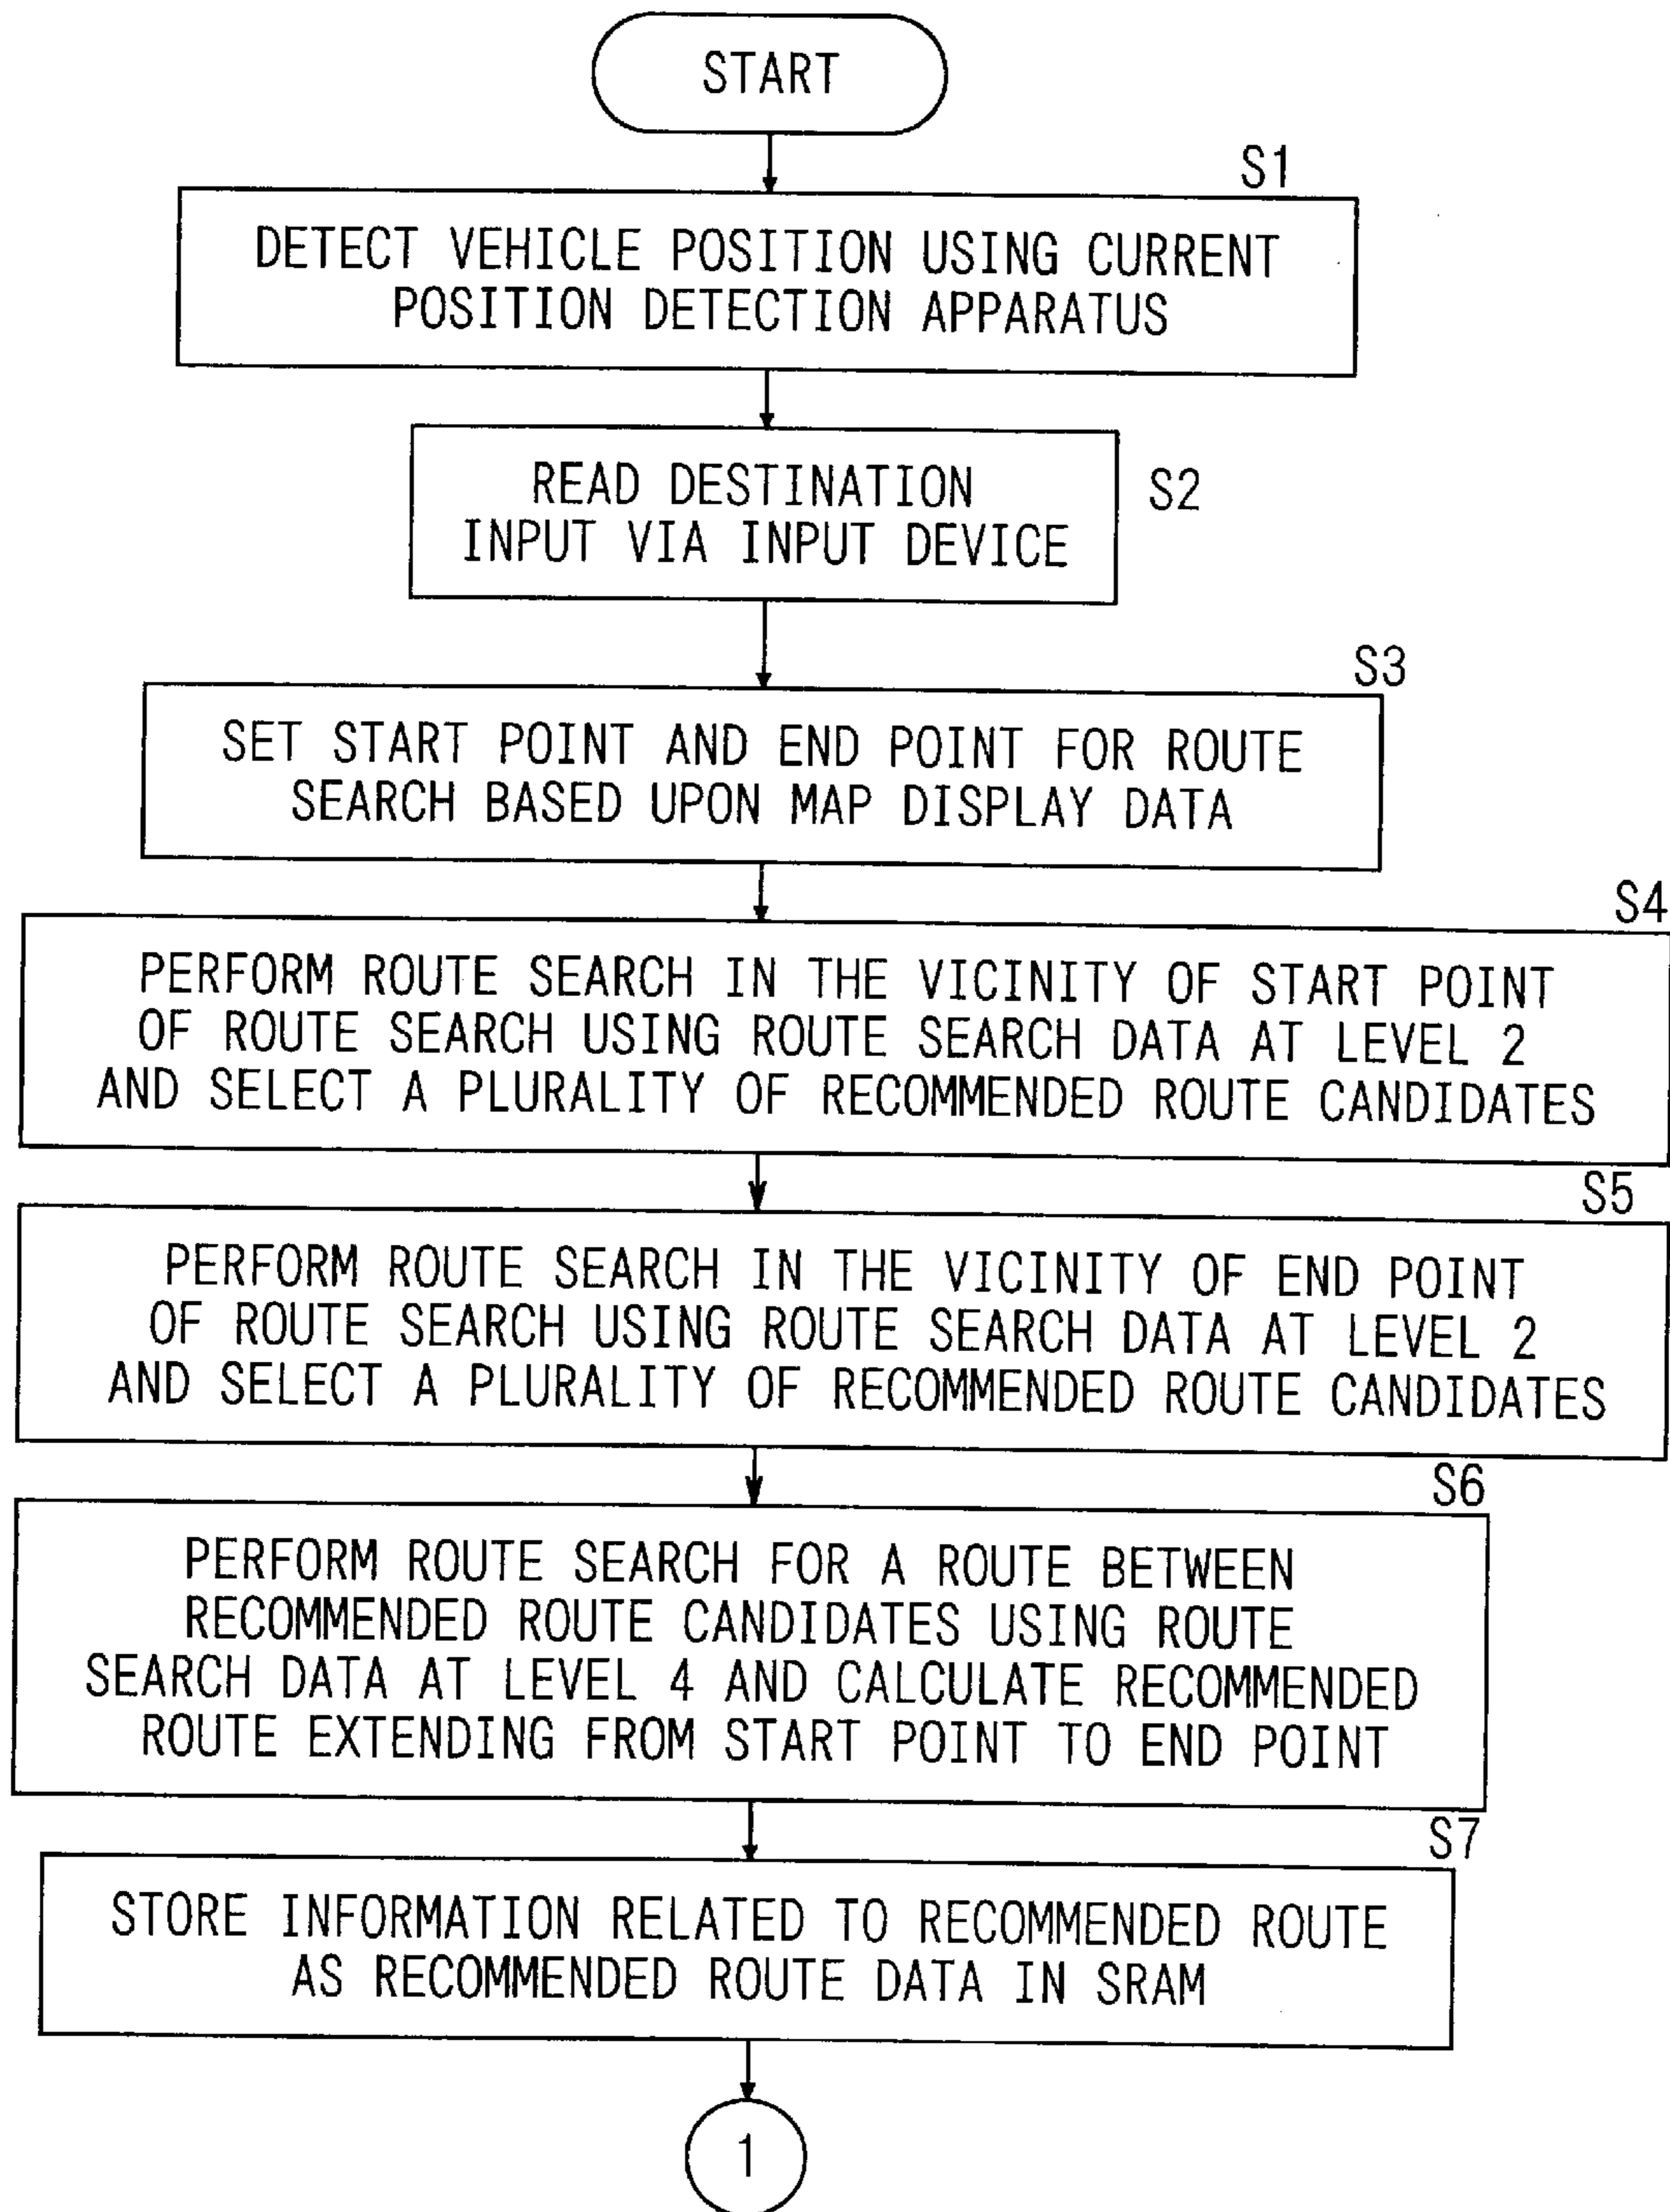 START
S1
DETECT VEHICLE POSITION USING CURRENT
POSITION DETECTION APPARATUS
READ DESTINATION
INPUT VIA INPUT DEVICE
S2
S3
SET START POINT AND END POINT FOR ROUTE
SEARCH BASED UPON MAP DISPLAY DATA
S4
PERFORM ROUTE SEARCH IN THE VICINITY OF START POINT
OF ROUTE SEARCH USING ROUTE SEARCH DATA AT LEVEL 2
AND SELECT A PLURALITY OF RECOMMENDED ROUTE CANDIDATES
S5
PERFORM ROUTE SEARCH IN THE VICINITY OF END POINT
OF ROUTE SEARCH USING ROUTE SEARCH DATA AT LEVEL 2
AND SELECT A PLURALITY OF RECOMMENDED ROUTE CANDIDATES
S6
PERFORM ROUTE SEARCH FOR A ROUTE BETWEEN
RECOMMENDED ROUTE CANDIDATES USING ROUTE
SEARCH DATA AT LEVEL 4 AND CALCULATE RECOMMENDED
ROUTE EXTENDING FROM START POINT TO END POINT
S7
STORE INFORMATION RELATED TO RECOMMENDED ROUTE
AS RECOMMENDED ROUTE DATA IN SRAM
1